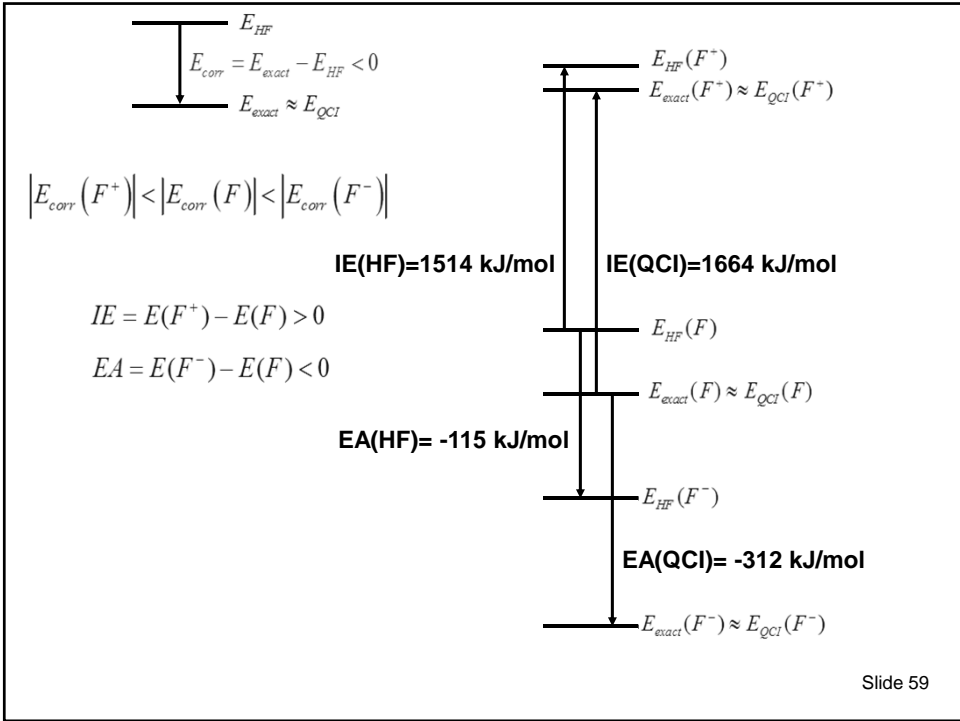 E_HF
E_corr = E_exact − E_HF < 0
E_exact ≈ E_QCI
|E_corr (F⁺)| < |E_corr (F)| < |E_corr (F⁻)|
IE = E(F⁺) − E(F) > 0
EA = E(F⁻) − E(F) < 0
E_HF(F⁺)
E_exact(F⁺) ≈ E_QCI(F⁺)
IE(HF)=1514 kJ/mol
IE(QCI)=1664 kJ/mol
E_HF(F)
E_exact(F) ≈ E_QCI(F)
EA(HF)= -115 kJ/mol
E_HF(F⁻)
EA(QCI)= -312 kJ/mol
E_exact(F⁻) ≈ E_QCI(F⁻)
Slide 59